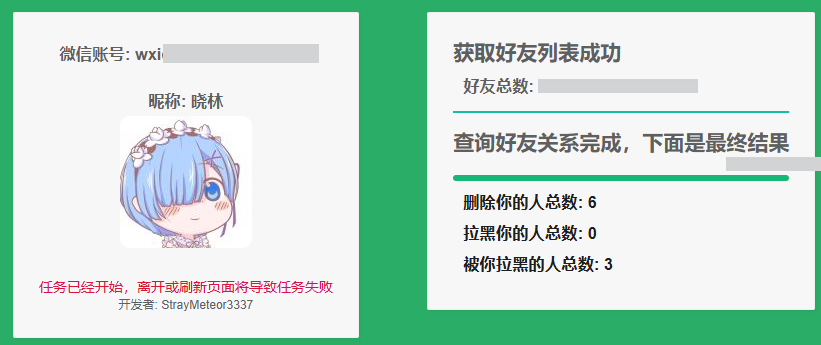 微信账号: wxi
昵称: 晓林
任务已经开始，离开或刷新页面将导致任务失败
开发者: StrayMeteor3337
获取好友列表成功
好友总数:
查询好友关系完成，下面是最终结果
删除你的人总数: 6
拉黑你的人总数: 0
被你拉黑的人总数: 3